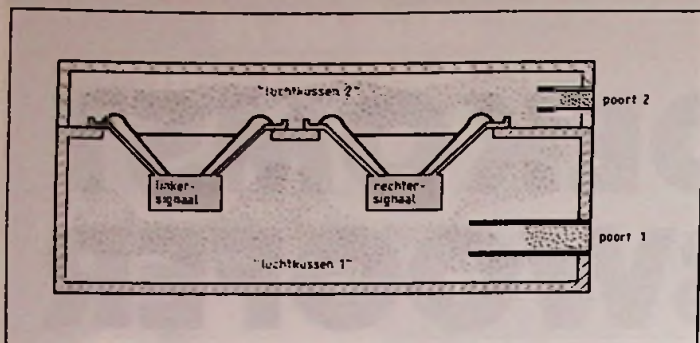 "luchtkussen 2"
poort 2
linker-
signaal
rechter-
signaal
poort 1
"luchtkussen 1"